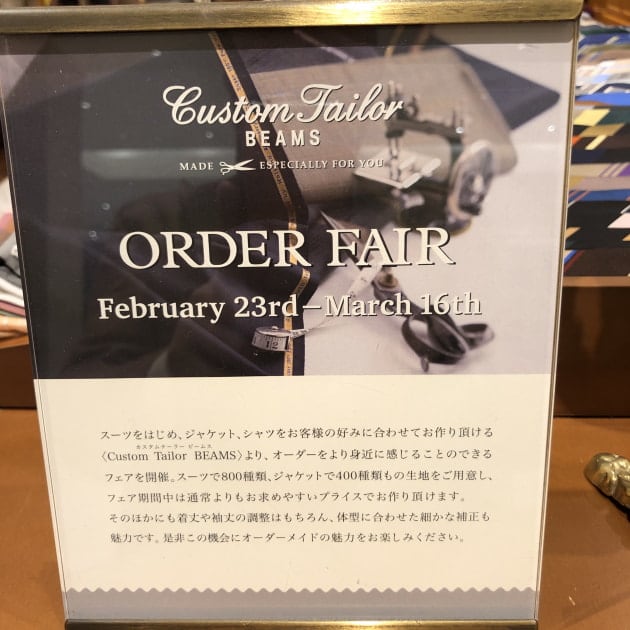 Custom Tailor
BEAMS
MADE ESPECIALLY FOR YOU
ORDER FAIR
February 23rd–March 16th
スーツをはじめ、ジャケット、シャツをお客様の好みに合わせてお作り頂ける
カスタムテーラー ビームス
〈Custom Tailor BEAMS〉より、オーダーをより身近に感じることのできる
フェアを開催。スーツで800種類、ジャケットで400種類もの生地をご用意し、
フェア期間中は通常よりもお求めやすいプライスでお作り頂けます。
そのほかにも着丈や袖丈の調整はもちろん、体型に合わせた細かな補正も
魅力です。是非この機会にオーダーメイドの魅力をお楽しみください。